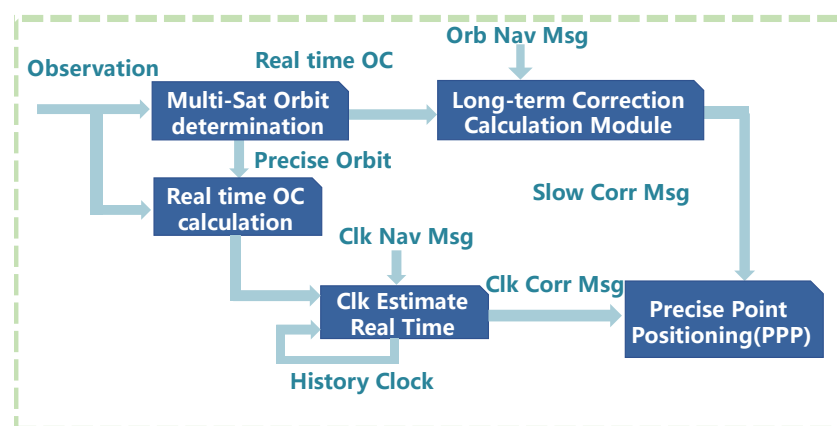 Orb Nav Msg
Real time OC
Observation
Multi-Sat Orbit
determination
Long-term Correction
Calculation Module
Precise Orbit
Real time OC
calculation
Slow Corr Msg
Clk Nav Msg
Clk Estimate
Real Time
Clk Corr Msg
Precise Point
Positioning(PPP)
History Clock